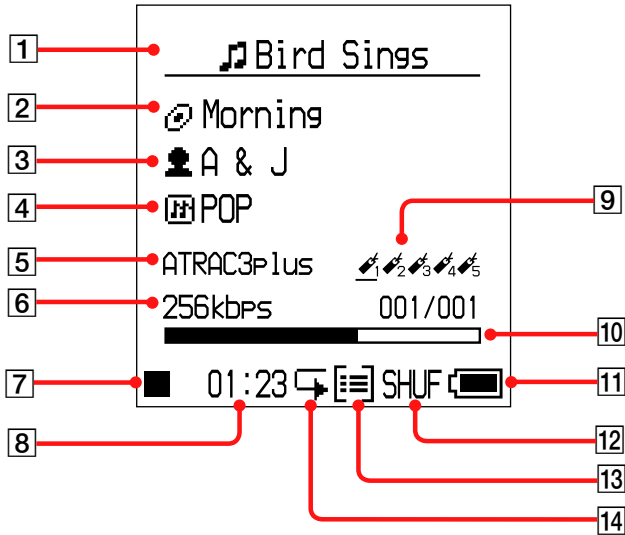 1 Bird Sings
2 Morning
3 A & J
4 POP
9
5 ATRAC3plus 1 2 3 4 5
6 256kbps 001/001
10
7 01:23 SHUF 11
8 12
13
14